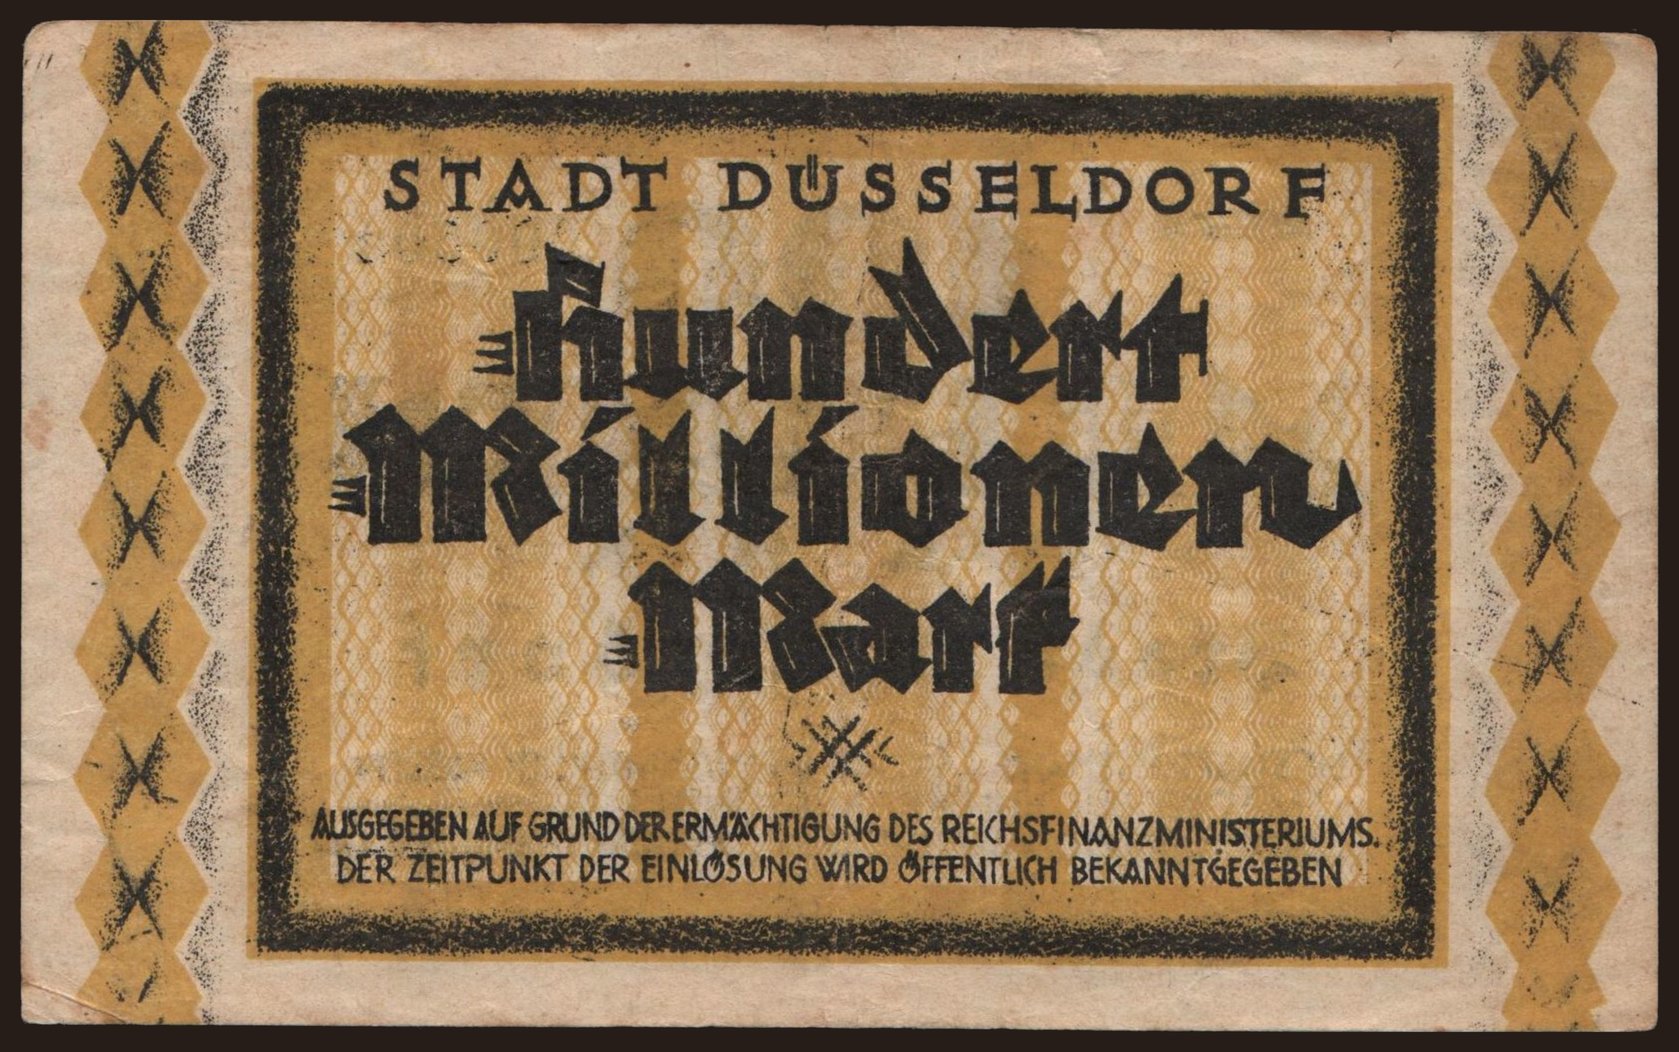 STADT DÜSSELDORF
hundert
Millionen
Mark
AUSGEGEBEN AUF GRUND DER ERMÄCHTIGUNG DES REICHSFINANZMINISTERIUMS.
DER ZEITPUNKT DER EINLÖSUNG WIRD ÖFFENTLICH BEKANNTGEGEBEN